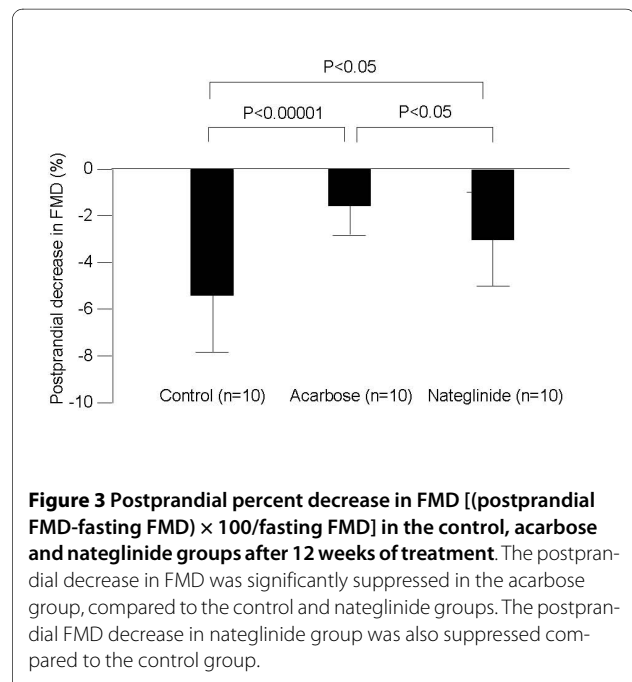 P<0.05
P<0.00001
P<0.05
Postprandial decrease in FMD (%)
0
-2
-4
-6
-8
-10
Control (n=10)
Acarbose (n=10)
Nateglinide (n=10)
Figure 3 Postprandial percent decrease in FMD [(postprandial
FMD-fasting FMD) × 100/fasting FMD] in the control, acarbose
and nateglinide groups after 12 weeks of treatment. The postpran-
dial decrease in FMD was significantly suppressed in the acarbose
group, compared to the control and nateglinide groups. The postpran-
dial FMD decrease in nateglinide group was also suppressed com-
pared to the control group.